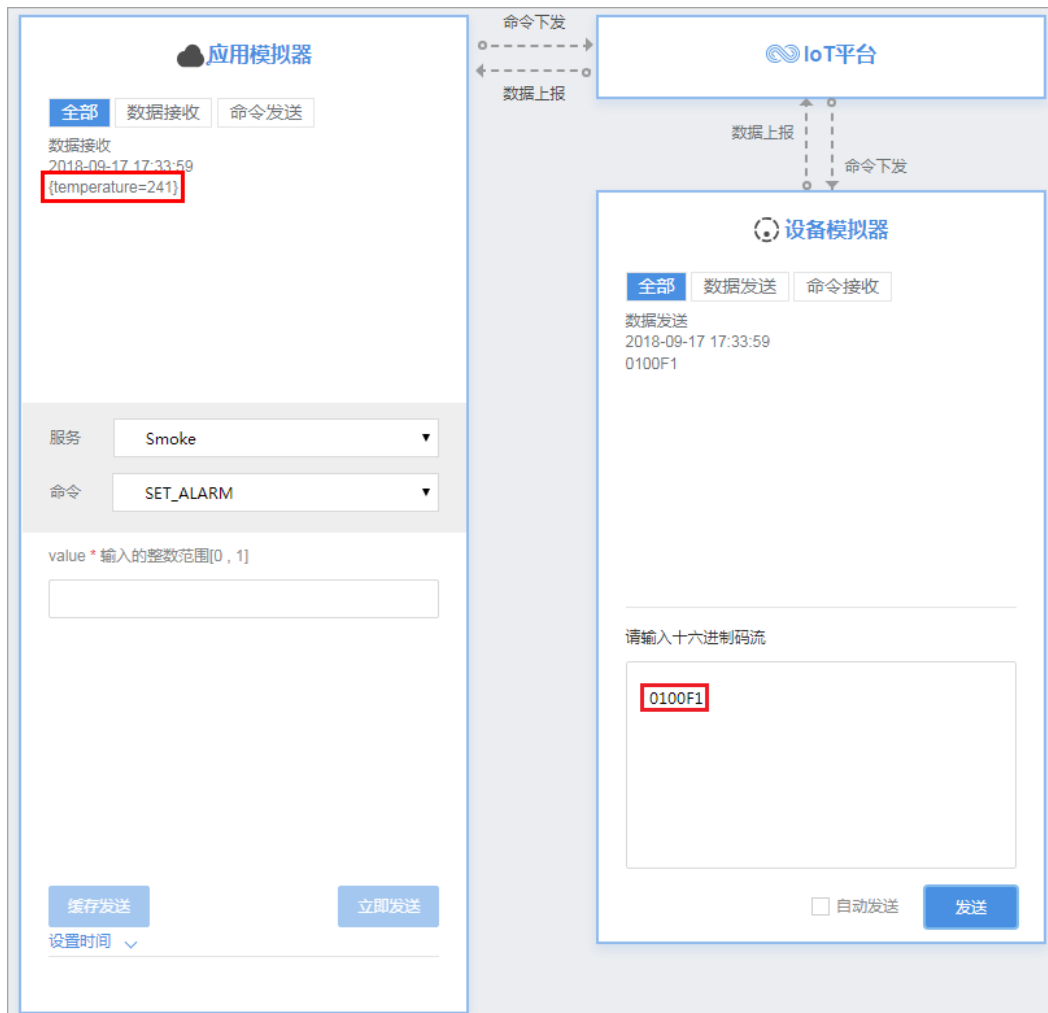 应用模拟器
全部 数据接收 命令发送
数据接收
2018-09-17 17:33:59
{temperature=241}
服务 Smoke
命令 SET_ALARM
value * 输入的整数范围[0 , 1]
缓存发送 立即发送
设置时间
命令下发
数据上报
IoT平台
数据上报
命令下发
设备模拟器
全部 数据发送 命令接收
数据发送
2018-09-17 17:33:59
0100F1
请输入十六进制码流
0100F1
自动发送 发送